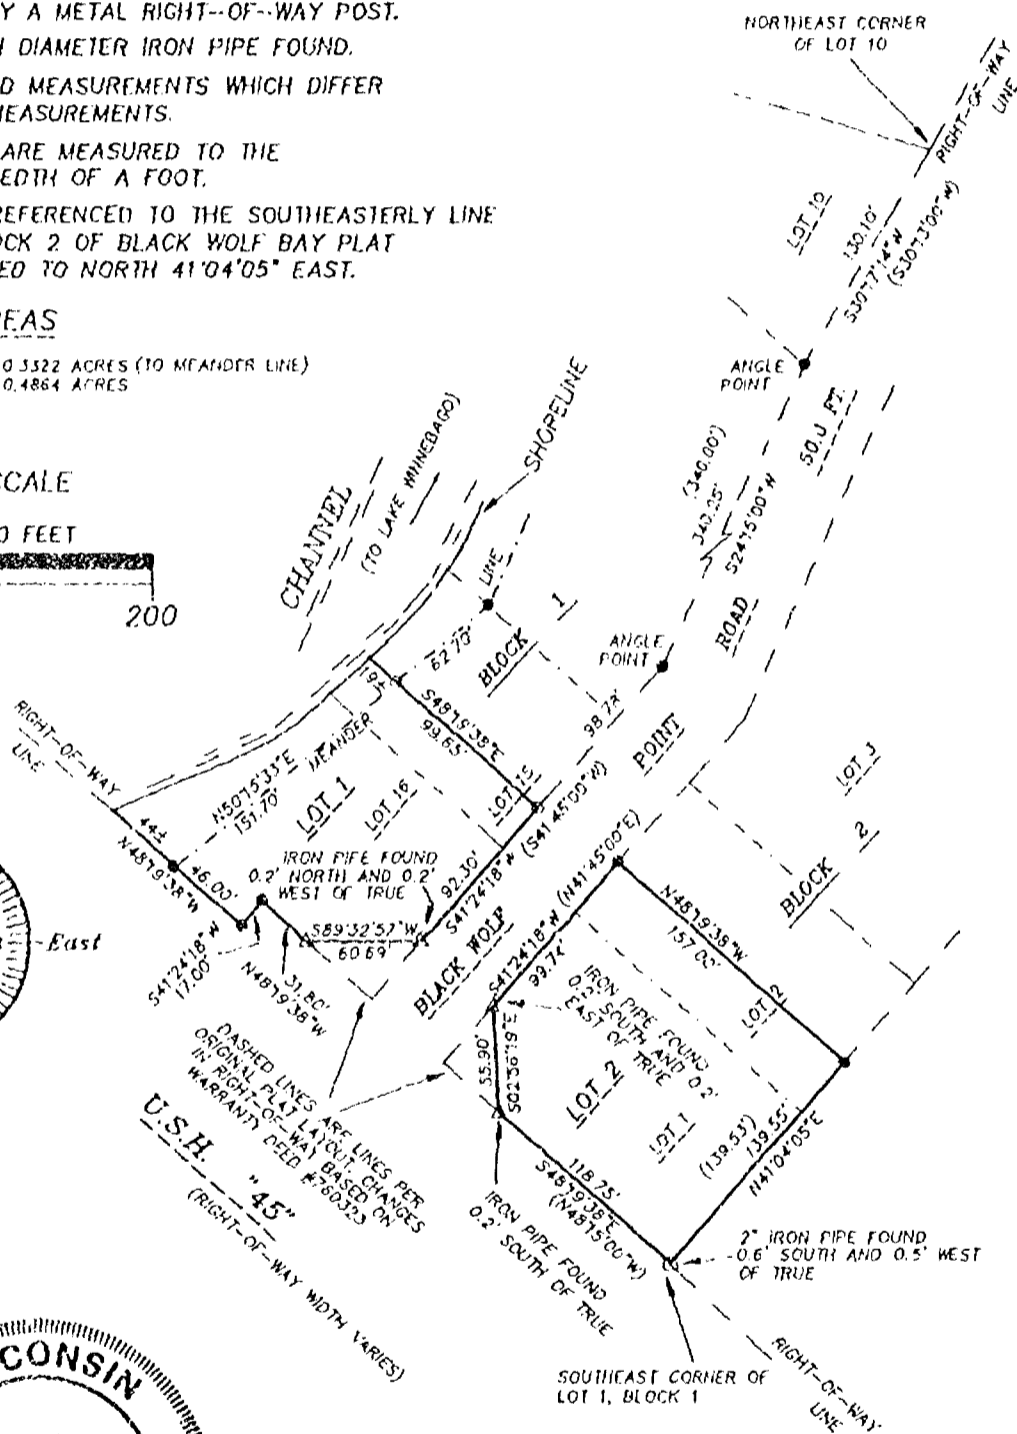 Y A METAL RIGHT--OF--WAY POST.
DIAMETER IRON PIPE FOUND.
D MEASUREMENTS WHICH DIFFER
MEASUREMENTS.
ARE MEASURED TO THE
EDTH OF A FOOT.
REFERENCED TO THE SOUTHEASTERLY LINE
OCK 2 OF BLACK WOLF BAY PLAT
ED TO NORTH 41°04'05" EAST.
EAS
0.3322 ACRES (TO MEANDER LINE)
0.4864 ACRES
SCALE
0 FEET
200
NORTHEAST CORNER
OF LOT 10
RIGHT-OF-WAY
LINE
LOT 10
130.10'
(S30°13'00"W)
ANGLE
POINT
50.0 FT.
(340.00')
340.25'
S24°15'00"W
ROAD
SHORELINE
CHANNEL
(TO LAKE WINNEBAGO)
LINE
62.70'
BLOCK 1
ANGLE
POINT
98.78'
19±
S48°19'38"E
99.65'
POINT
RIGHT-OF-WAY
LINE
MEANDER
N50°15'33"E
151.70'
LOT 1
LOT 16
LOT 15
LOT 3
44±
46.00'
N48°19'38"W
IRON PIPE FOUND
0.2' NORTH AND 0.2'
WEST OF TRUE
92.30'
S41°24'18"W (S41°45'00"W)
BLOCK 2
East
S89°32'57"W
60.69'
S41°24'18"W
17.00'
31.80'
N48°19'38"W
BLACK WOLF
S41°24'18"W (N41°45'00"E)
99.74'
N48°19'38"W
157.00'
LOT 2
IRON PIPE FOUND
0.2' SOUTH AND 0.2'
EAST OF TRUE
55.90'
S02°56'19"E
LOT 2
LOT 1
(139.53')
139.55'
N41°04'05"E
DASHED LINES ARE LINES PER
ORIGINAL PLAT LAYOUT. CHANGES
IN RIGHT-OF-WAY BASED ON
WARRANTY DEED #760323
U.S.H. "45"
(RIGHT-OF-WAY WIDTH VARIES)
118.75'
S48°19'38"E
(N48°15'00"W)
IRON PIPE FOUND
0.2' SOUTH OF TRUE
2" IRON PIPE FOUND
0.6' SOUTH AND 0.5' WEST
OF TRUE
SOUTHEAST CORNER OF
LOT 1, BLOCK 1
RIGHT-OF-WAY
LINE
CONSIN